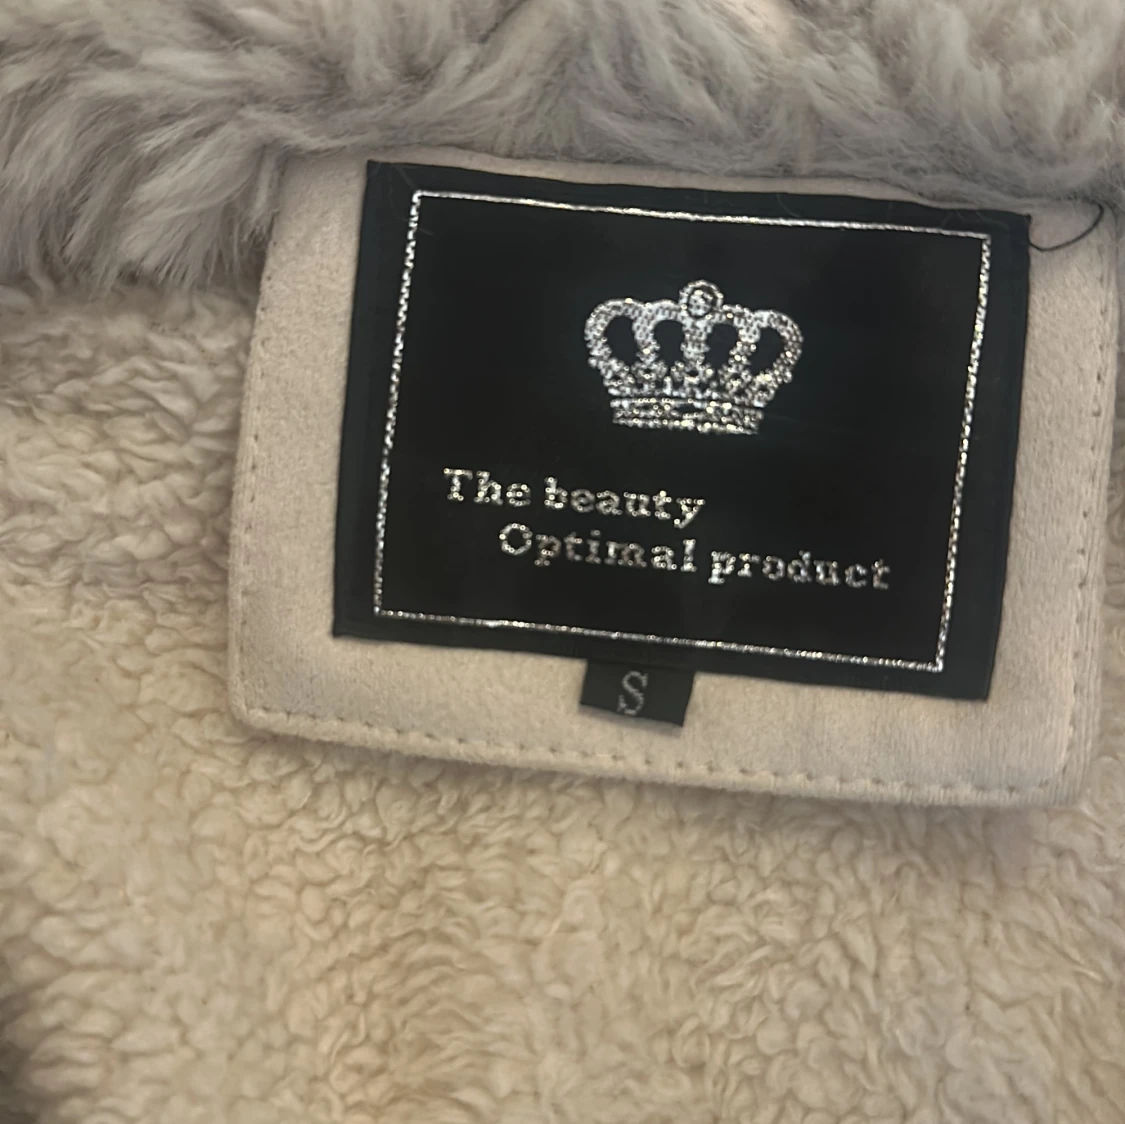 The beauty
Optimal product
S